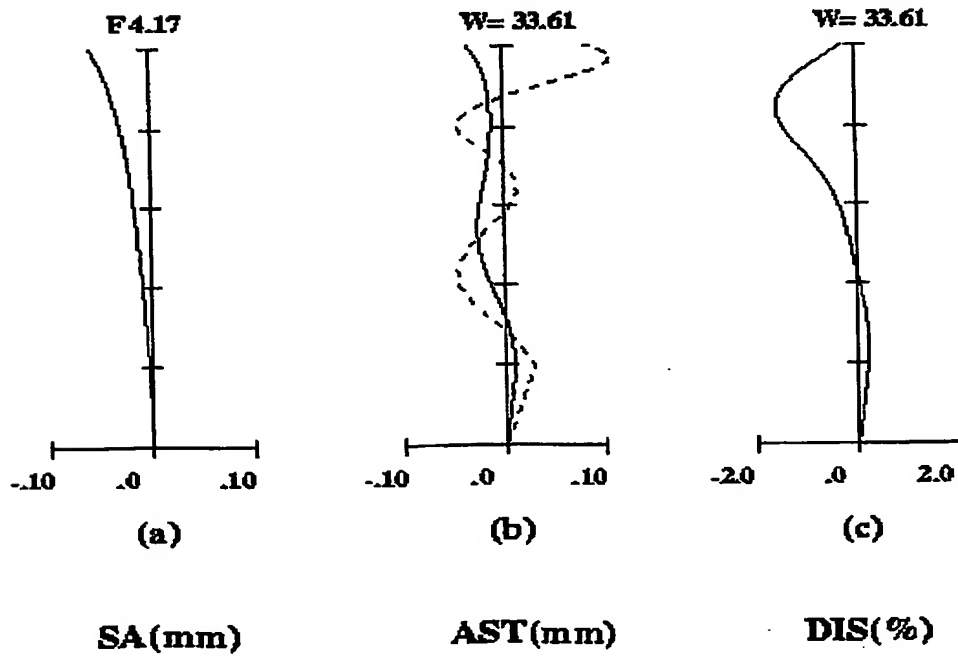 F4.17 W= 33.61 W= 33.61
-.10 .0 .10 -.10 .0 .10 -2.0 .0 2.0
(a) (b) (c)
SA(mm) AST(mm) DIS(%)